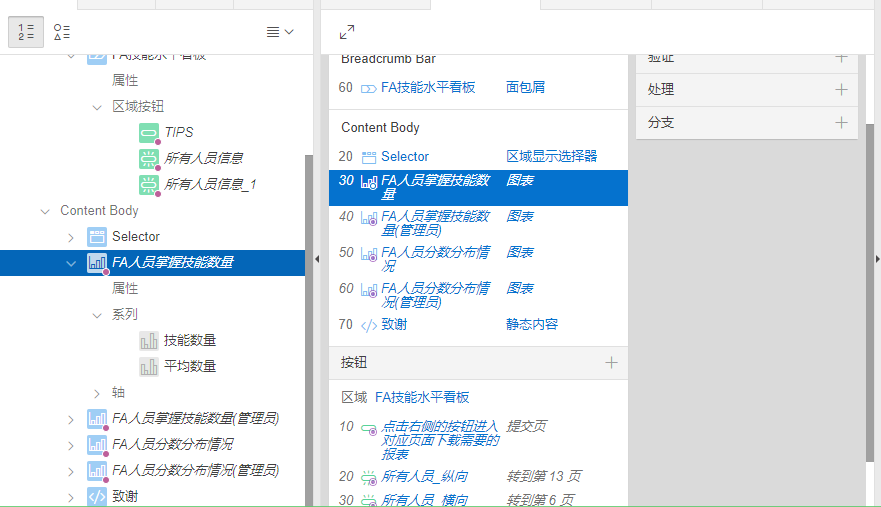 FA技能水平看板
属性
区域按钮
TIPS
所有人员信息
所有人员信息_1
Content Body
Selector
FA人员掌握技能数量
属性
系列
技能数量
平均数量
轴
FA人员掌握技能数量(管理员)
FA人员分数分布情况
FA人员分数分布情况(管理员)
致谢
Breadcrumb Bar
60 FA技能水平看板 面包屑
Content Body
20 Selector 区域显示选择器
30 FA人员掌握技能数 图表
量
40 FA人员掌握技能数 图表
量(管理员)
50 FA人员分数分布情 图表
况
60 FA人员分数分布情 图表
况(管理员)
70 致谢 静态内容
按钮
区域 FA技能水平看板
10 点击右侧的按钮进入 提交页
对应页面下载需要的
报表
20 所有人员_纵向 转到第 13 页
30 所有人员_横向 转到第 6 页
验证
处理
分支